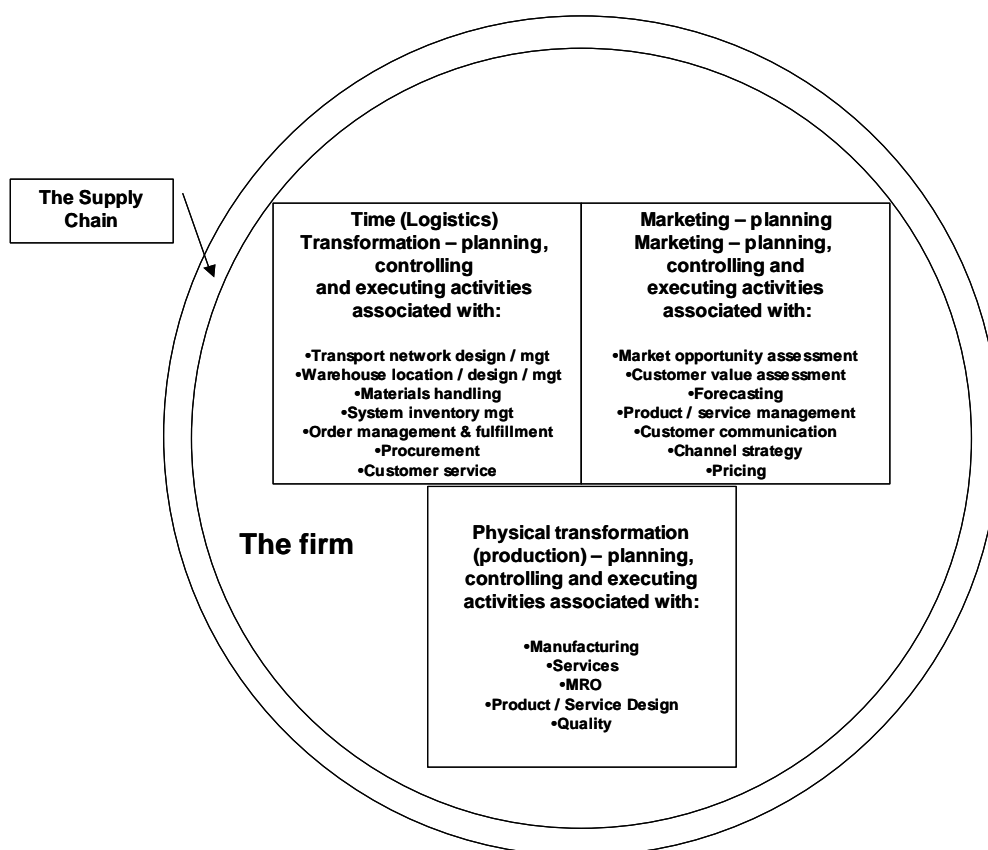 The Supply
Chain
Time (Logistics)
Transformation – planning,
controlling
and executing activities
associated with:
•Transport network design / mgt
•Warehouse location / design / mgt
•Materials handling
•System inventory mgt
•Order management & fulfillment
•Procurement
•Customer service
Marketing – planning
Marketing – planning,
controlling and
executing activities
associated with:
•Market opportunity assessment
•Customer value assessment
•Forecasting
•Product / service management
•Customer communication
•Channel strategy
•Pricing
The firm
Physical transformation
(production) – planning,
controlling and executing
activities associated with:
•Manufacturing
•Services
•MRO
•Product / Service Design
•Quality